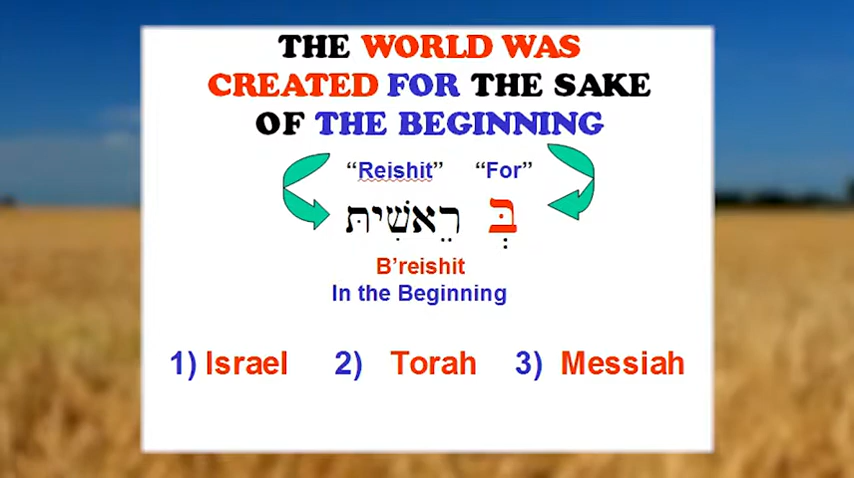 THE WORLD WAS
CREATED FOR THE SAKE
OF THE BEGINNING
“Reishit” “For”
בְּ רֵאשִׁיתּ
B’reishit
In the Beginning
1) Israel 2) Torah 3) Messiah